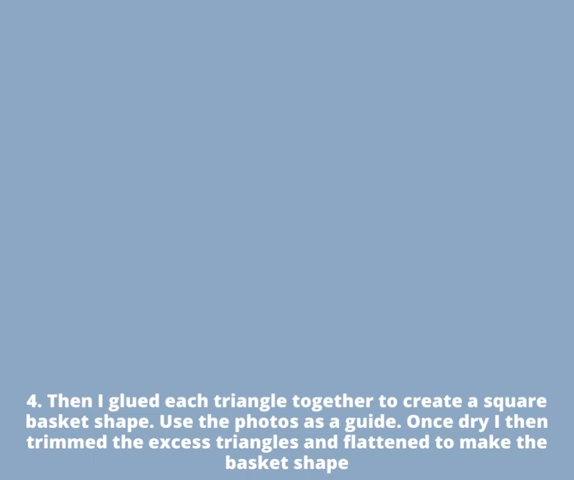 4. Then I glued each triangle together to create a square
basket shape. Use the photos as a guide. Once dry I then
trimmed the excess triangles and flattened to make the
basket shape